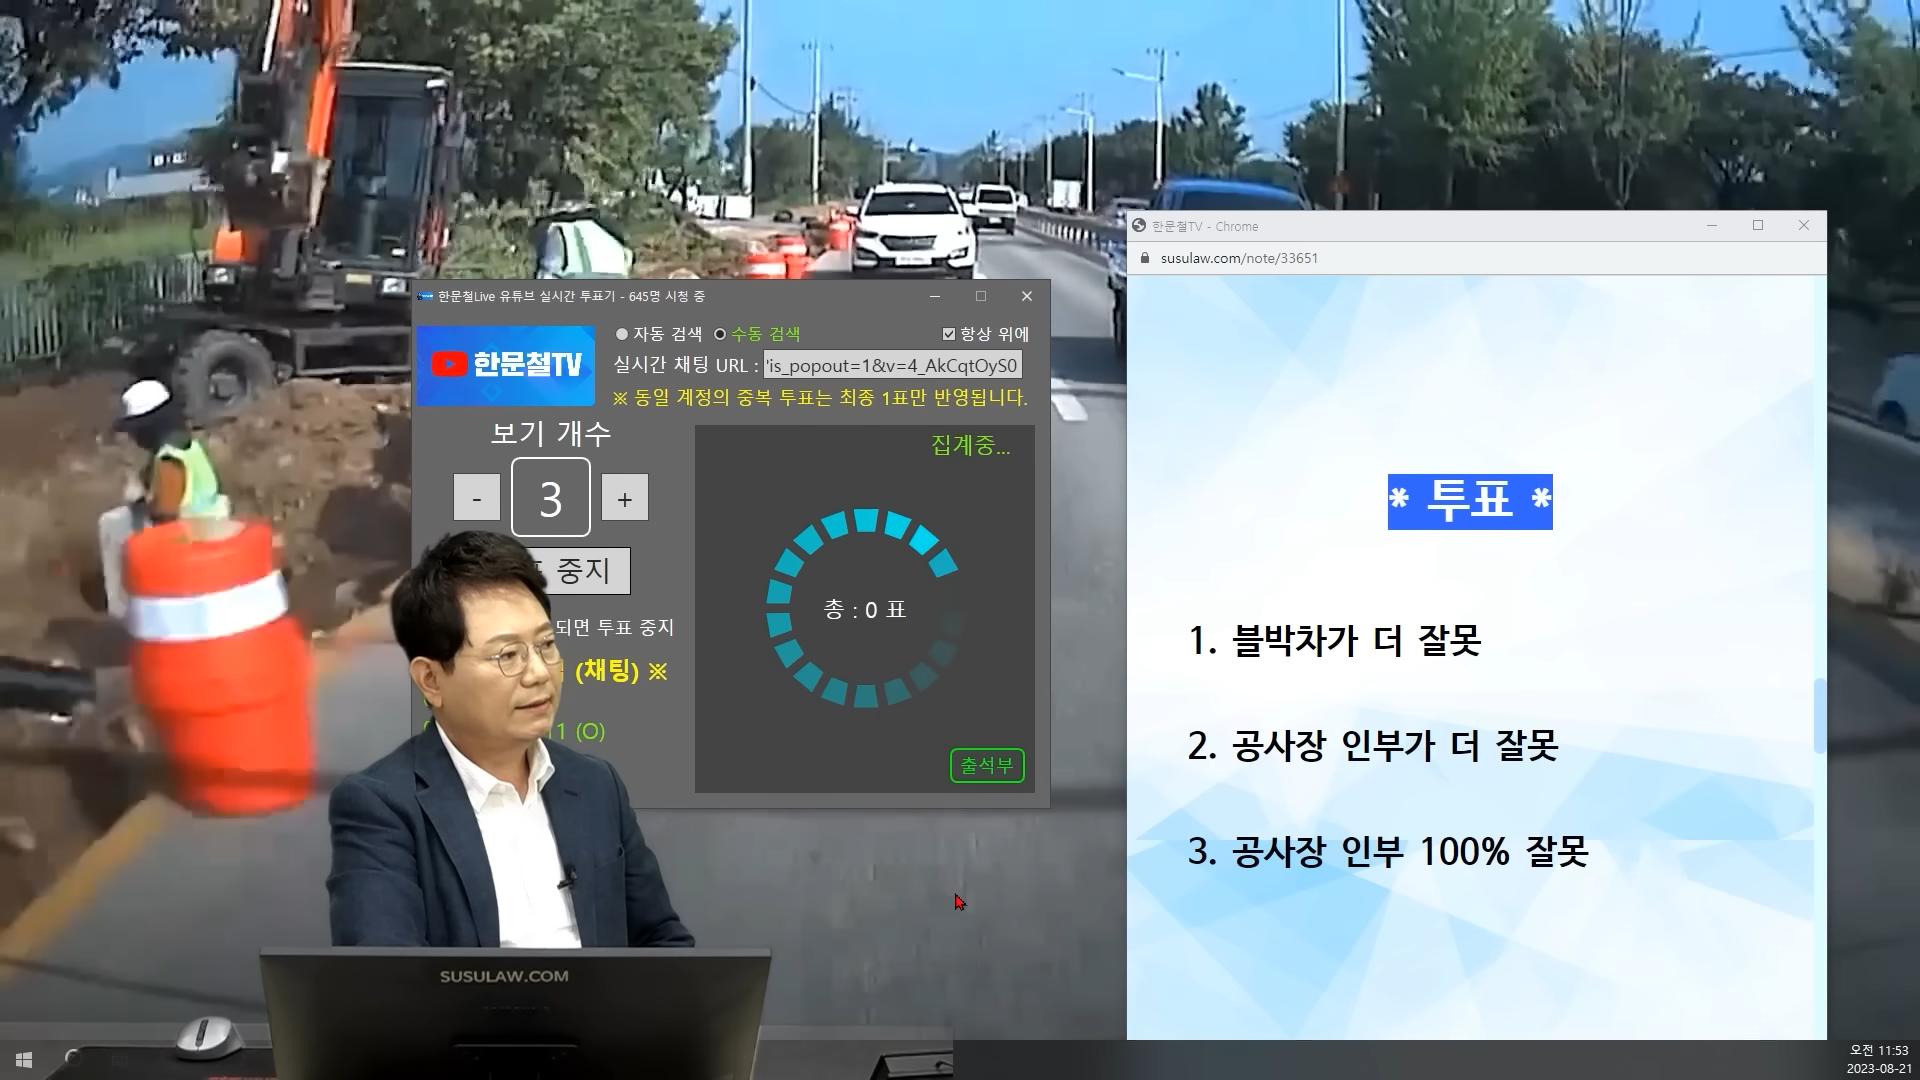 한문철Live 유튜브 실시간 투표기 - 645명 시청 중
한문철TV
자동 검색 수동 검색 항상 위에
실시간 채팅 URL : 'is_popout=1&v=4_AkCqtOyS0
※ 동일 계정의 중복 투표는 최종 1표만 반영됩니다.
보기 개수
- 3 +
중지
되면 투표 중지
(채팅) ※
1 (O)
집계중...
총 : 0 표
출석부
한문철TV - Chrome
susulaw.com/note/33651
* 투표 *
1. 블박차가 더 잘못
2. 공사장 인부가 더 잘못
3. 공사장 인부 100% 잘못
SUSULAW.COM
오전 11:53
2023-08-21